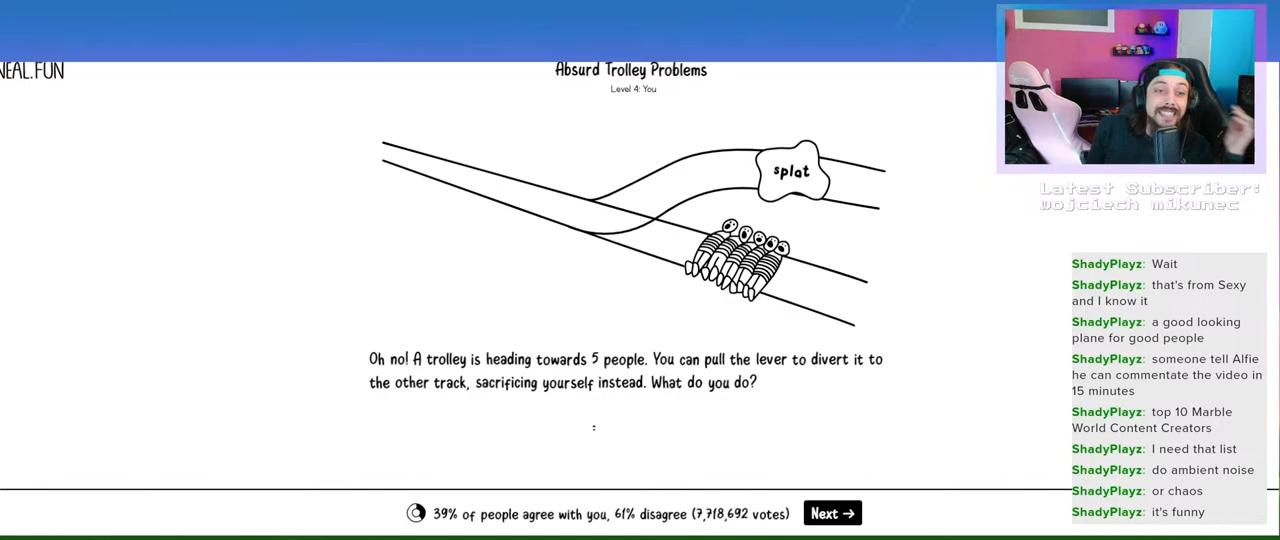 NEAL.FUN
Absurd Trolley Problems
Level 4: You
splat
Oh no! A trolley is heading towards 5 people. You can pull the lever to divert it to
the other track, sacrificing yourself instead. What do you do?
39% of people agree with you, 61% disagree (7,718,692 votes)
Next →
Latest Subscriber:
wojciech mikunec
ShadyPlayz: Wait
ShadyPlayz: that's from Sexy
and I know it
ShadyPlayz: a good looking
plane for good people
ShadyPlayz: someone tell Alfie
he can commentate the video in
15 minutes
ShadyPlayz: top 10 Marble
World Content Creators
ShadyPlayz: I need that list
ShadyPlayz: do ambient noise
ShadyPlayz: or chaos
ShadyPlayz: it's funny